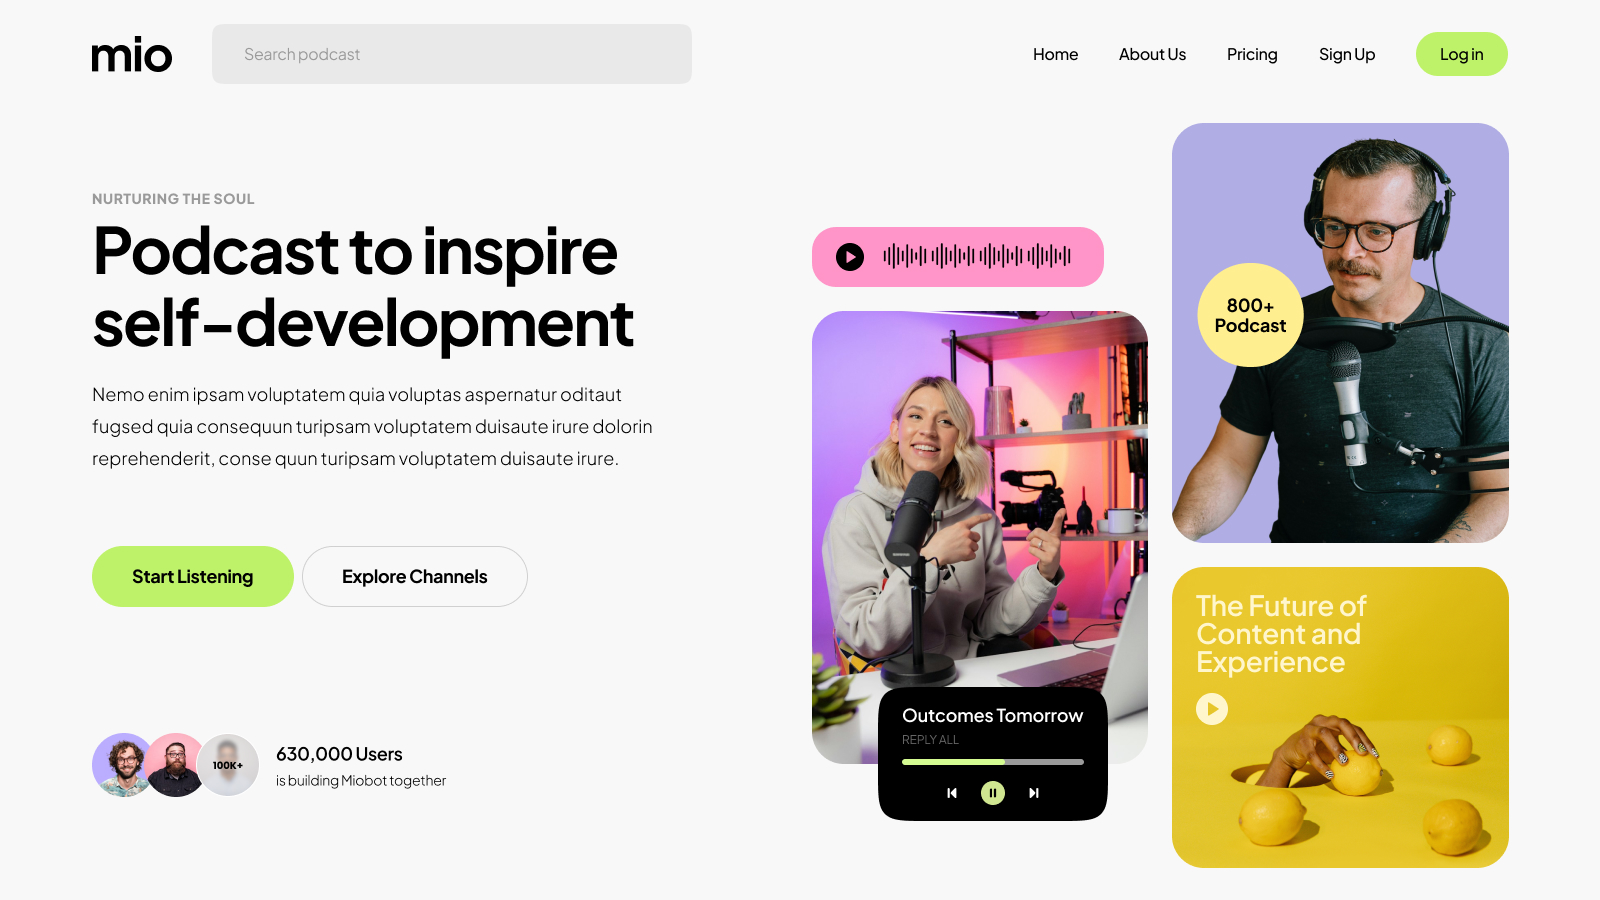 mio
Search podcast
Home
About Us
Pricing
Sign Up
Log in
NURTURING THE SOUL
Podcast to inspire
self-development
Nemo enim ipsam voluptatem quia voluptas aspernatur oditaut
fugsed quia consequun turipsam voluptatem duisaute irure dolorin
reprehenderit, conse quun turipsam voluptatem duisaute irure.
Start Listening
Explore Channels
100K+
630,000 Users
is building Miobot together
800+
Podcast
Outcomes Tomorrow
REPLY ALL
The Future of
Content and
Experience